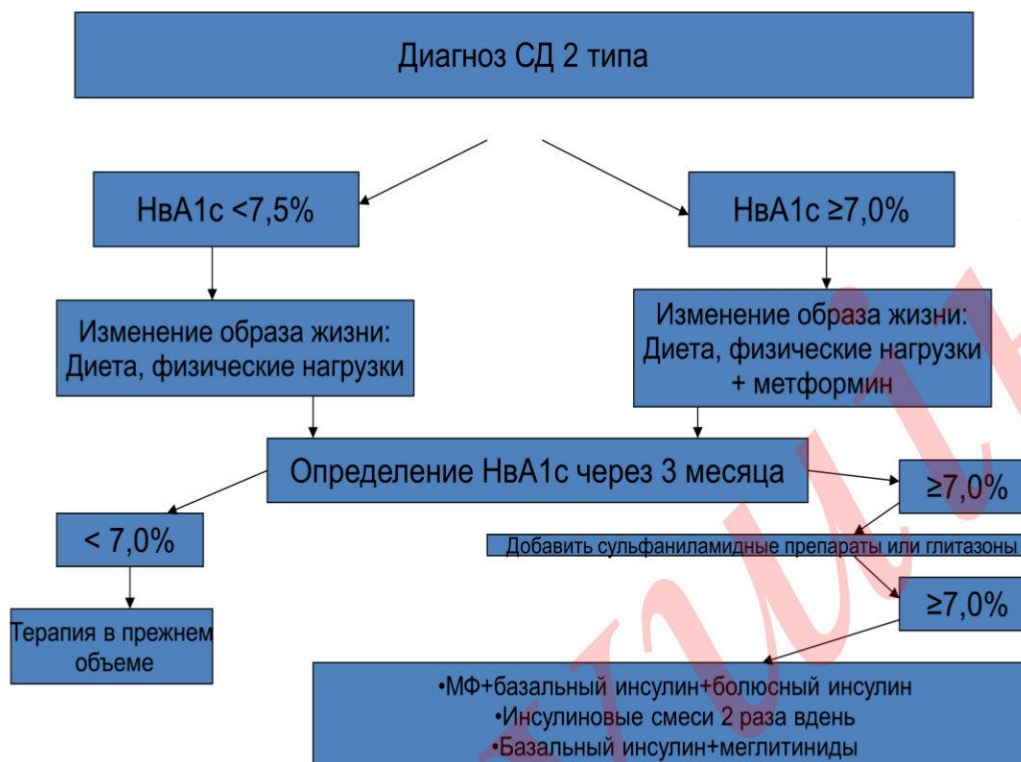 Диагноз СД 2 типа
НвА1с <7,5%
НвА1с ≥7,0%
Изменение образа жизни:
Диета, физические нагрузки
Изменение образа жизни:
Диета, физические нагрузки
+ метформин
Определение НвА1с через 3 месяца
≥7,0%
< 7,0%
Добавить сульфаниламидные препараты или глитазоны
≥7,0%
Терапия в прежнем
объеме
•МФ+базальный инсулин+болюсный инсулин
•Инсулиновые смеси 2 раза вдень
•Базальный инсулин+меглитиниды